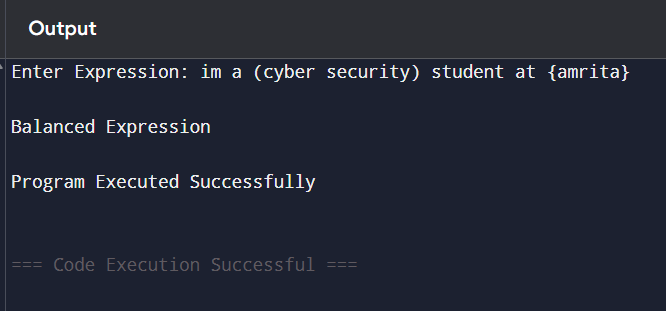 Output
Enter Expression: im a (cyber security) student at {amrita}
Balanced Expression
Program Executed Successfully
=== Code Execution Successful ===